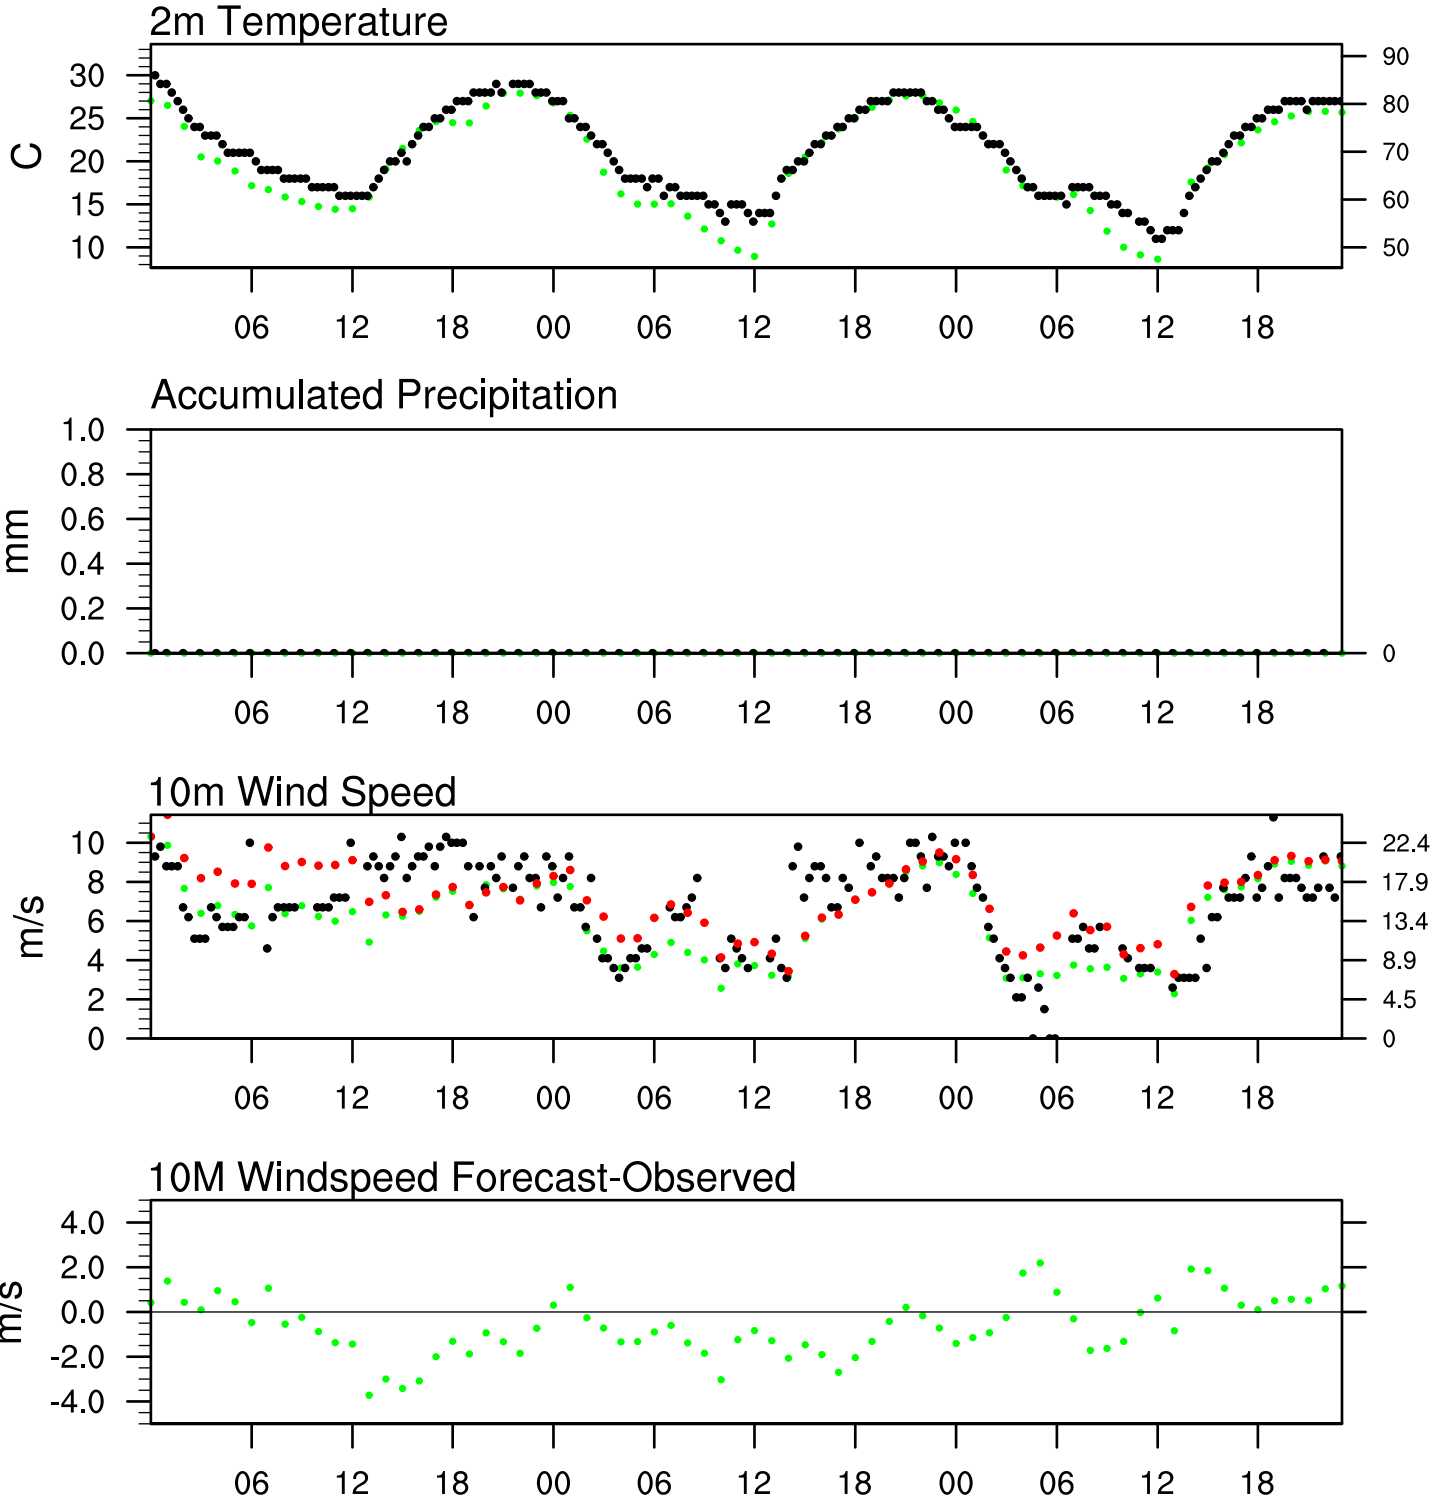 2m Temperature
30 90
25 80
C
20 70
15 60
10 50
06 12 18 00 06 12 18 00 06 12 18
Accumulated Precipitation
1.0
0.8
0.6
mm
0.4
0.2
0.0 0
06 12 18 00 06 12 18 00 06 12 18
10m Wind Speed
10 22.4
8 17.9
m/s
6 13.4
4 8.9
2 4.5
0 0
06 12 18 00 06 12 18 00 06 12 18
10M Windspeed Forecast-Observed
4.0
2.0
m/s
0.0
-2.0
-4.0
06 12 18 00 06 12 18 00 06 12 18